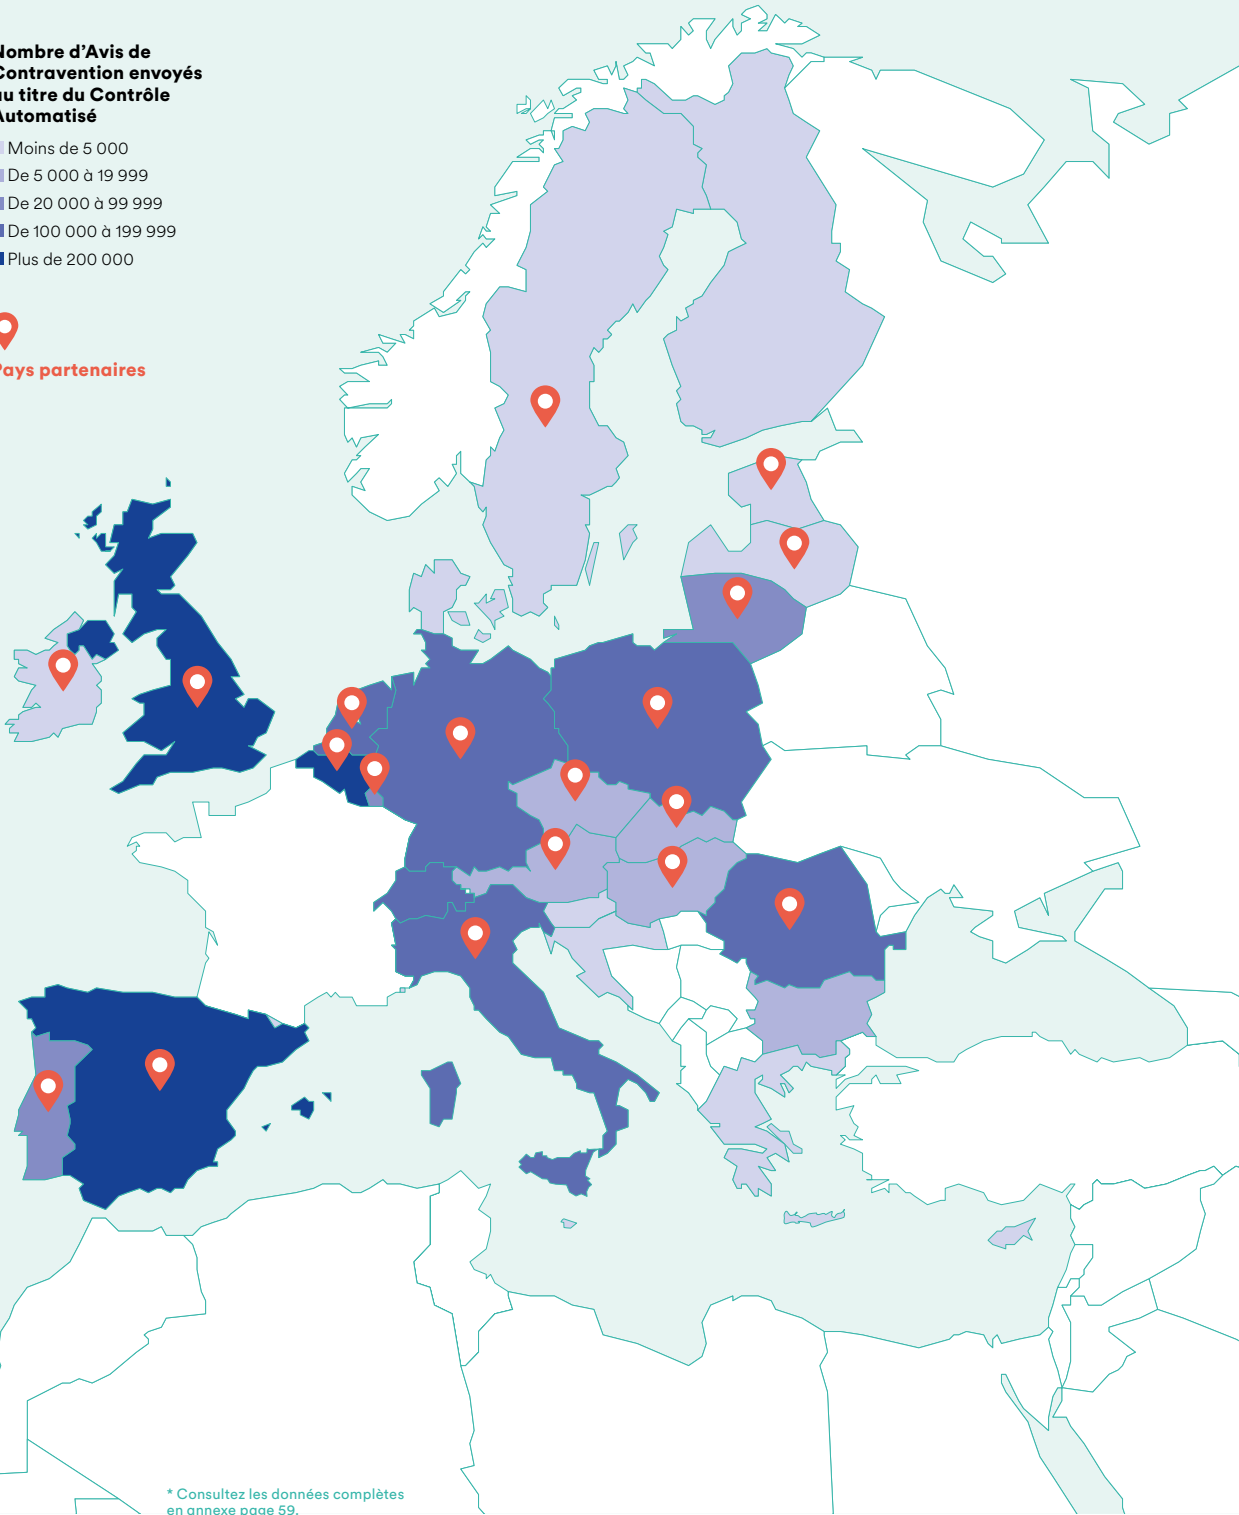 Nombre d’Avis de
Contravention envoyés
au titre du Contrôle
Automatisé
Moins de 5 000
De 5 000 à 19 999
De 20 000 à 99 999
De 100 000 à 199 999
Plus de 200 000
Pays partenaires
* Consultez les données complètes
en annexe page 59.